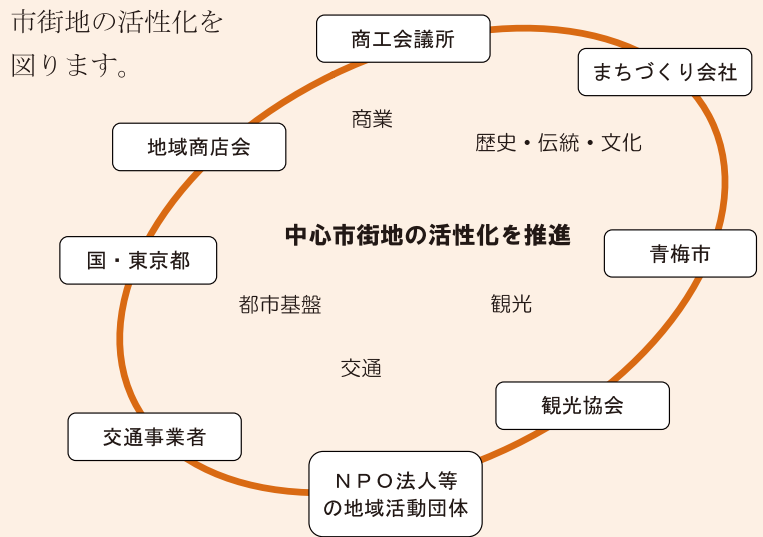 市街地の活性化を
図ります。
商工会議所
まちづくり会社
商業
歴史・伝統・文化
地域商店会
中心市街地の活性化を推進
国・東京都
青梅市
都市基盤
観光
交通
観光協会
交通事業者
ＮＰＯ法人等
の地域活動団体